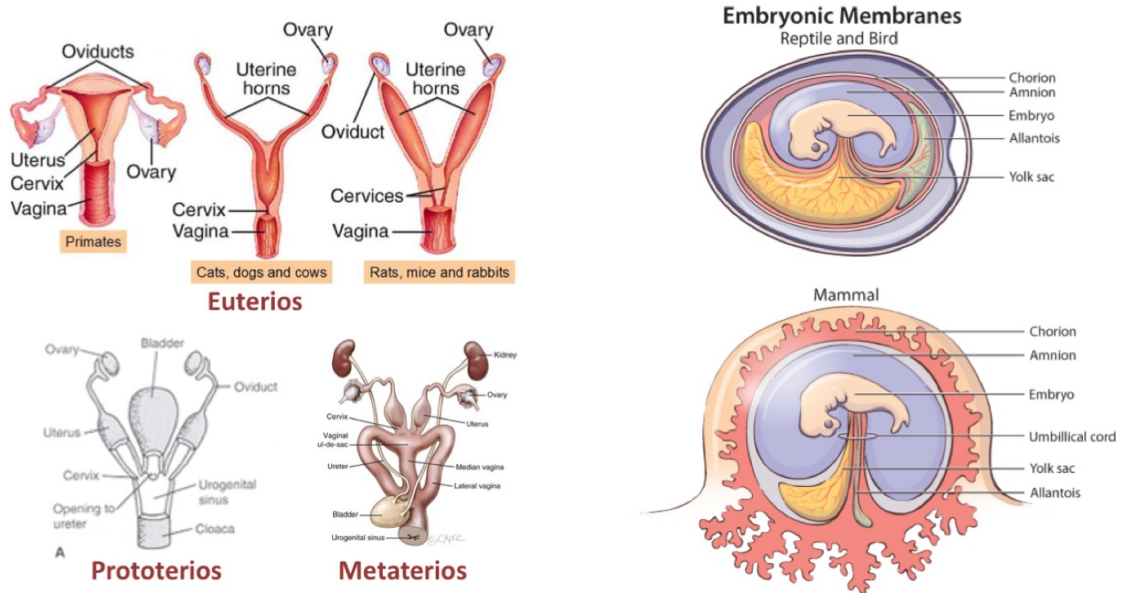 Oviducts
Uterus
Cervix
Vagina
Ovary
Primates
Ovary
Uterine
horns
Cervix
Vagina
Cats, dogs and cows
Ovary
Uterine
horns
Oviduct
Cervices
Vagina
Rats, mice and rabbits
Euterios
Ovary
Bladder
Oviduct
Uterus
Cervix
Opening to
ureter
Urogenital
sinus
Cloaca
A
Prototerios
Kidney
Ovary
Cervix
Uterus
Vaginal
ul-de-sac
Ureter
Median vagina
Lateral vagina
Bladder
Urogenital sinus
Metaterios
Embryonic Membranes
Reptile and Bird
Chorion
Amnion
Embryo
Allantois
Yolk sac
Mammal
Chorion
Amnion
Embryo
Umbillical cord
Yolk sac
Allantois